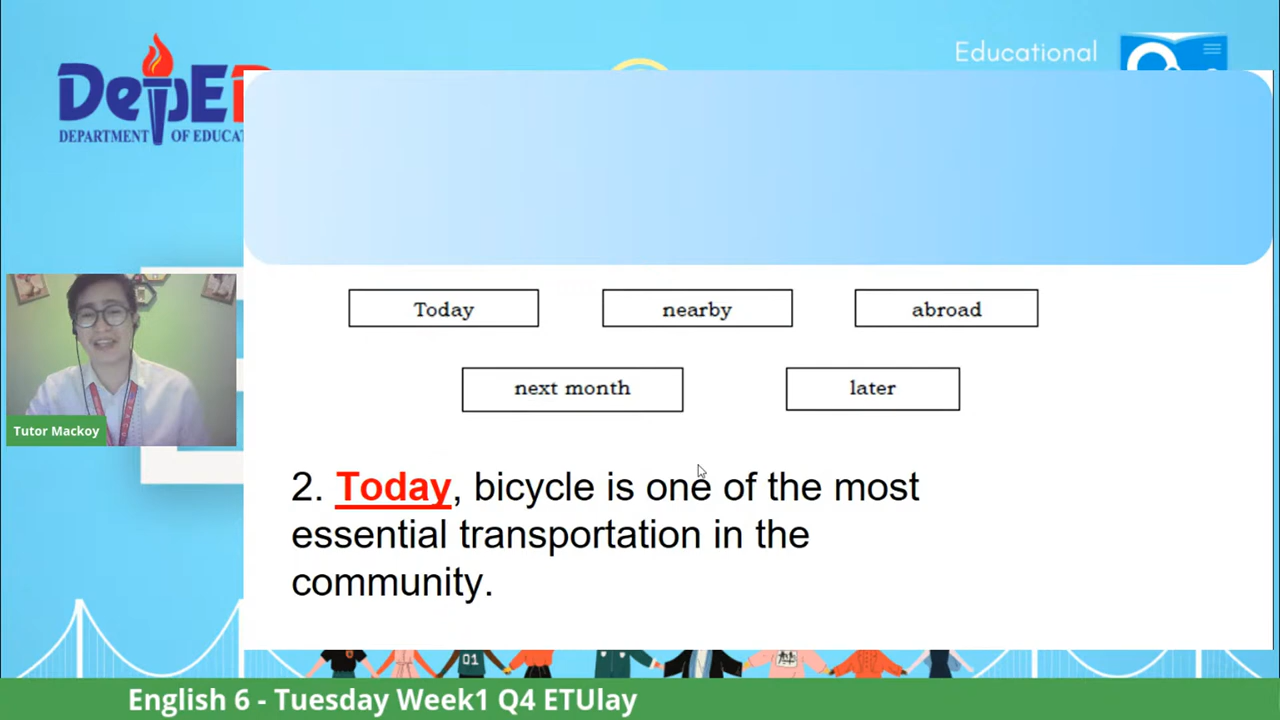 Educational
DepED
DEPARTMENT OF EDUCAT
Today
nearby
abroad
next month
later
Tutor Mackoy
2. Today, bicycle is one of the most
essential transportation in the
community.
01
English 6 - Tuesday Week1 Q4 ETUlay